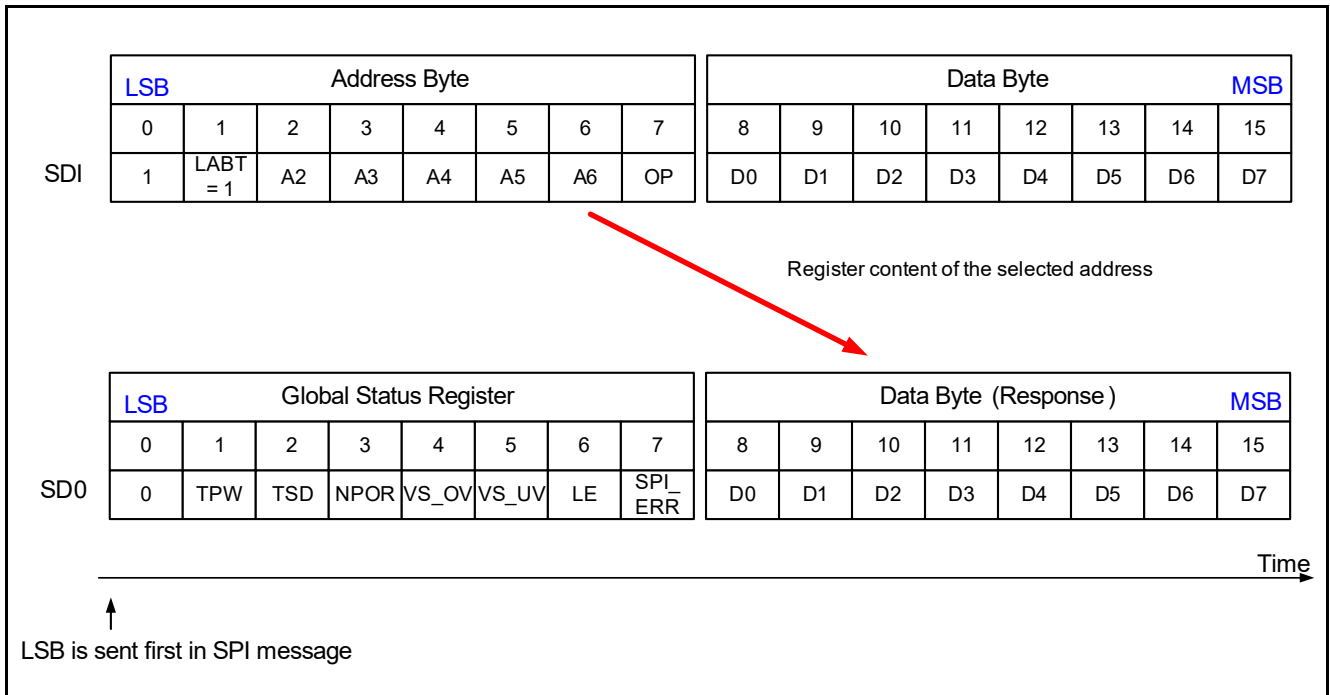 LSB Address Byte Data Byte MSB
0 1 2 3 4 5 6 7 8 9 10 11 12 13 14 15
SDI 1 LABT = 1 A2 A3 A4 A5 A6 OP D0 D1 D2 D3 D4 D5 D6 D7
Register content of the selected address
LSB Global Status Register Data Byte (Response) MSB
0 1 2 3 4 5 6 7 8 9 10 11 12 13 14 15
SD0 0 TPW TSD NPOR VS_OV VS_UV LE SPI_ERR D0 D1 D2 D3 D4 D5 D6 D7
Time
LSB is sent first in SPI message